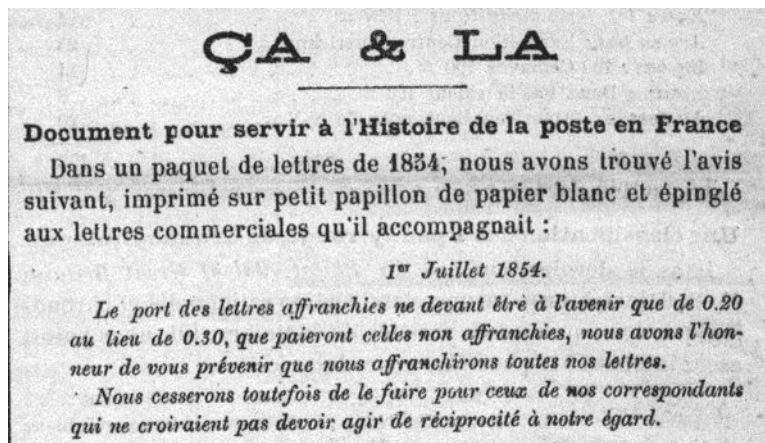 ÇA & LA
Document pour servir à l'Histoire de la poste en France
Dans un paquet de lettres de 1854, nous avons trouvé l'avis
suivant, imprimé sur petit papillon de papier blanc et épinglé
aux lettres commerciales qu'il accompagnait :
1er Juillet 1854.
Le port des lettres affranchies ne devant être à l'avenir que de 0.20
au lieu de 0.30, que paieront celles non affranchies, nous avons l'hon-
neur de vous prévenir que nous affranchirons toutes nos lettres.
Nous cesserons toutefois de le faire pour ceux de nos correspondants
qui ne croiraient pas devoir agir de réciprocité à notre égard.